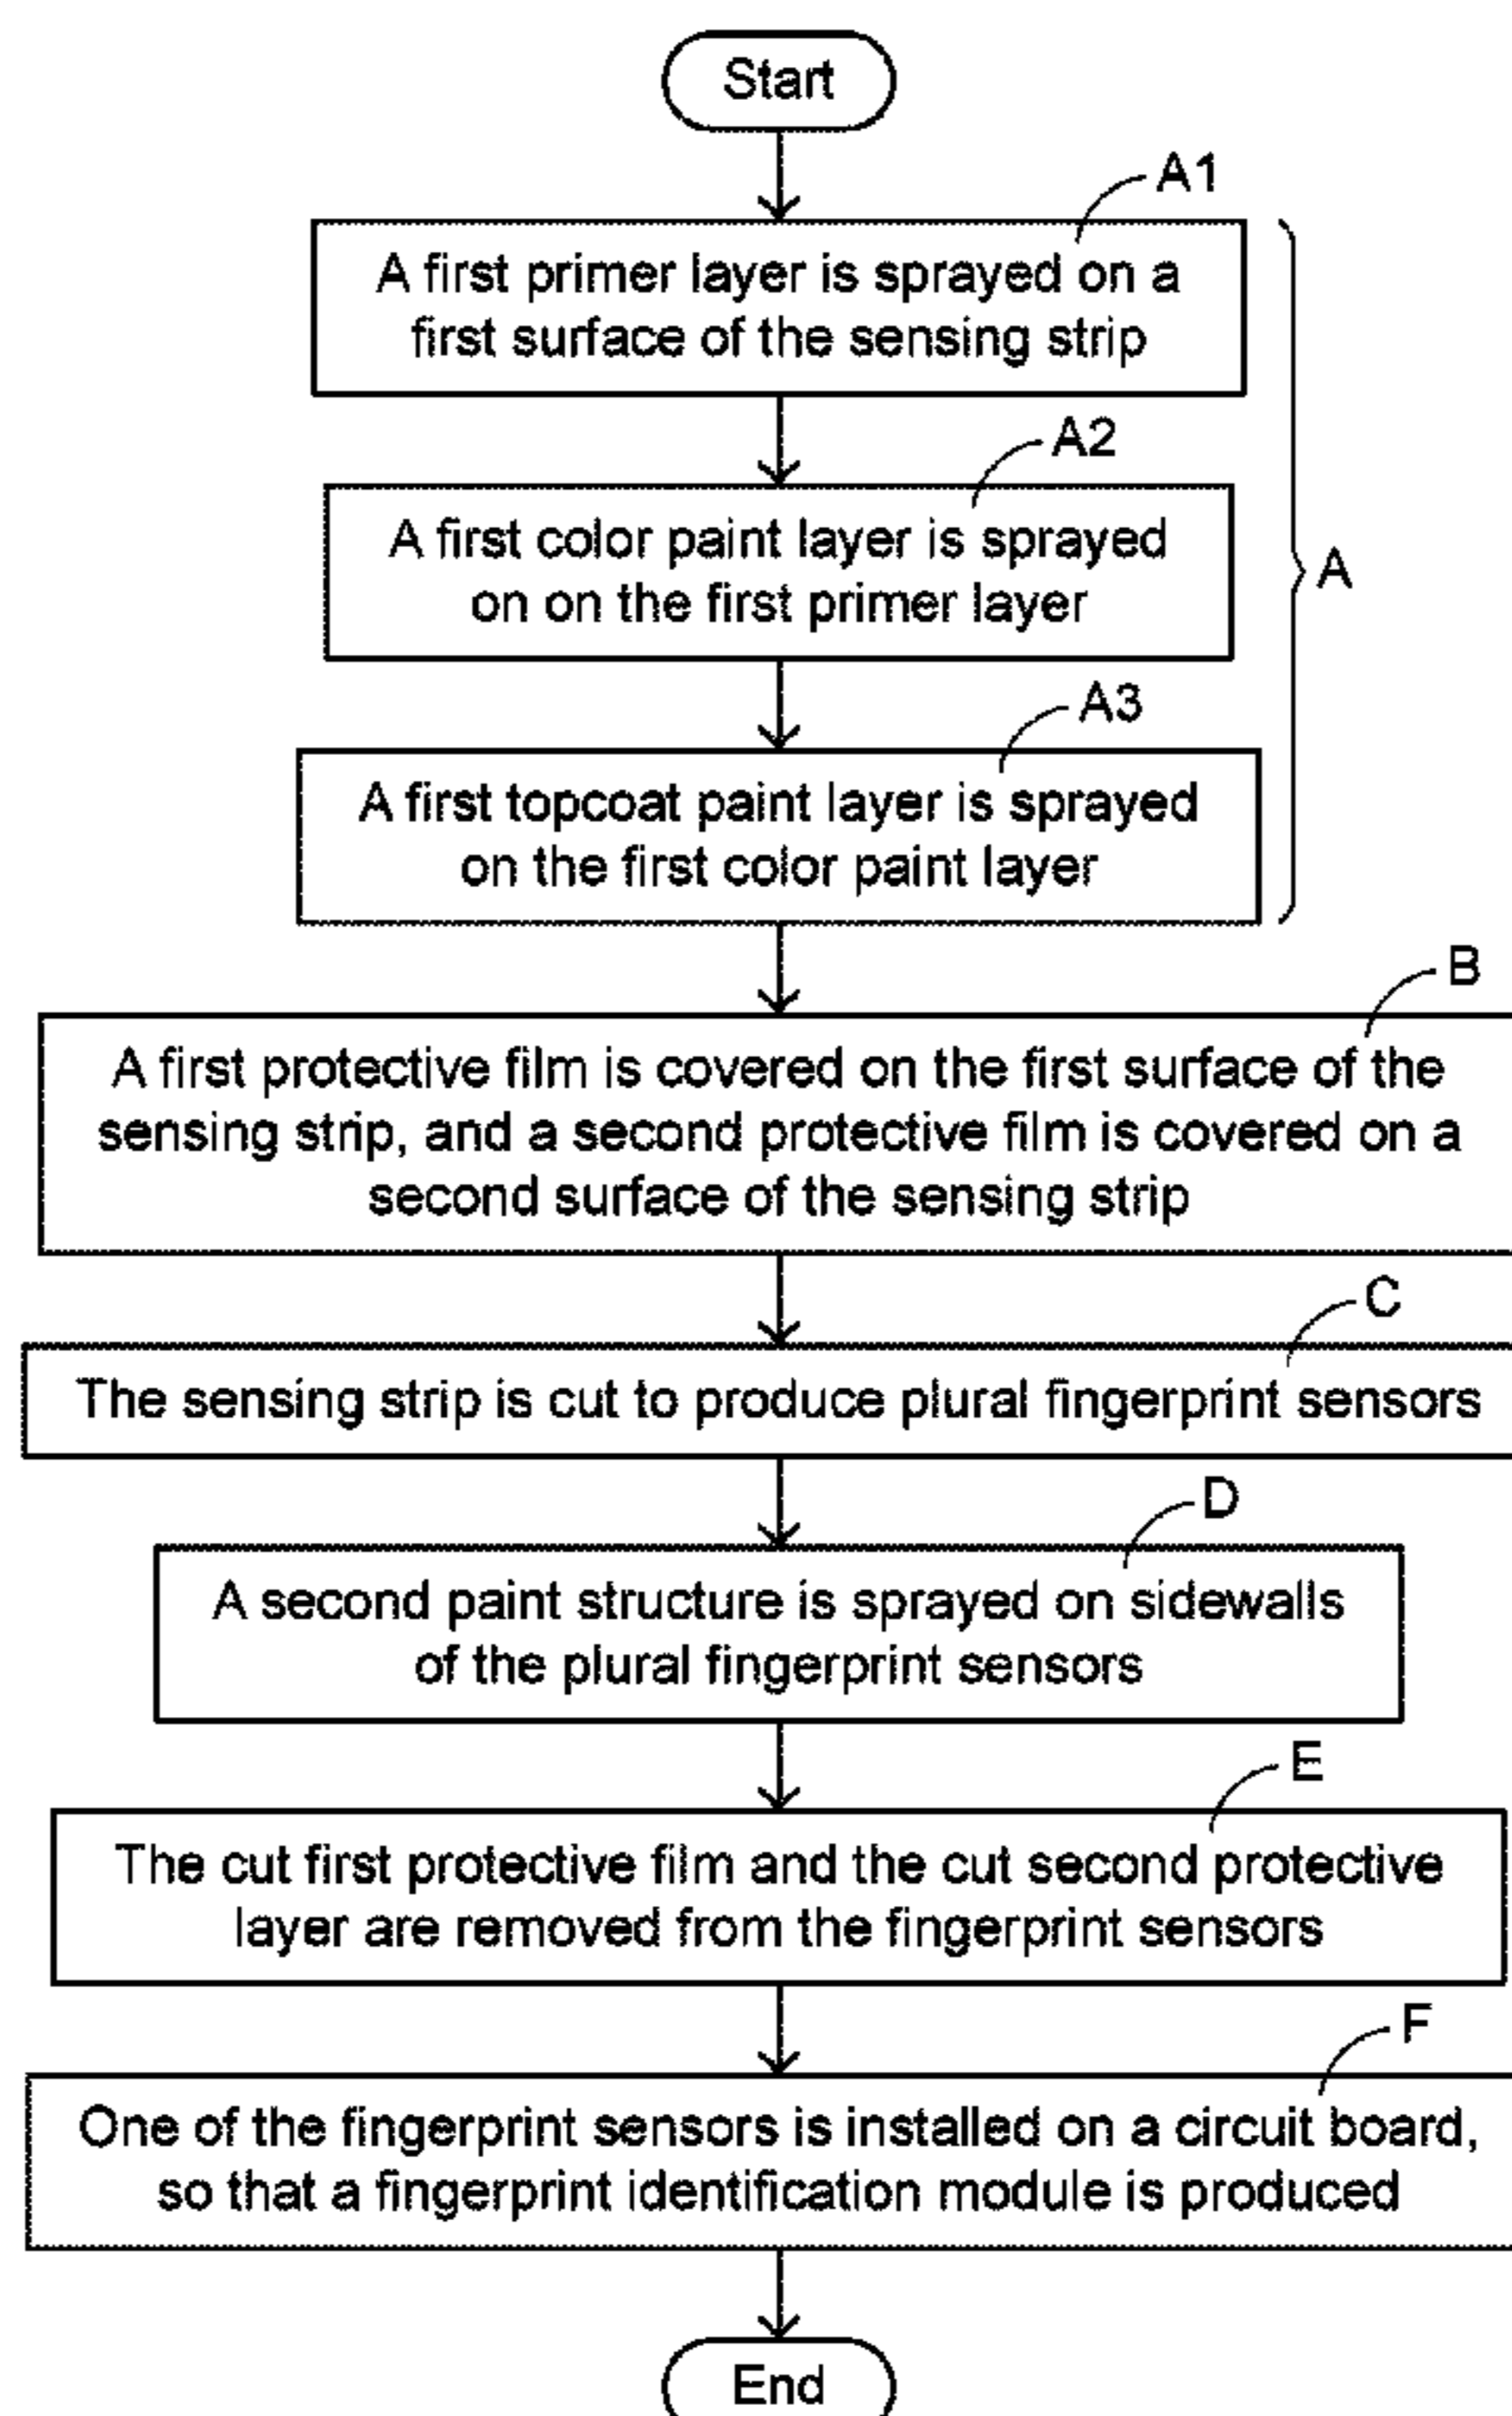 Start
A1
A first primer layer is sprayed on a
first surface of the sensing strip
A2
A first color paint layer is sprayed
on on the first primer layer
A
A3
A first topcoat paint layer is sprayed
on the first color paint layer
B
A first protective film is covered on the first surface of the
sensing strip, and a second protective film is covered on a
second surface of the sensing strip
C
The sensing strip is cut to produce plural fingerprint sensors
D
A second paint structure is sprayed on sidewalls
of the plural fingerprint sensors
E
The cut first protective film and the cut second protective
layer are removed from the fingerprint sensors
F
One of the fingerprint sensors is installed on a circuit board,
so that a fingerprint identification module is produced
End